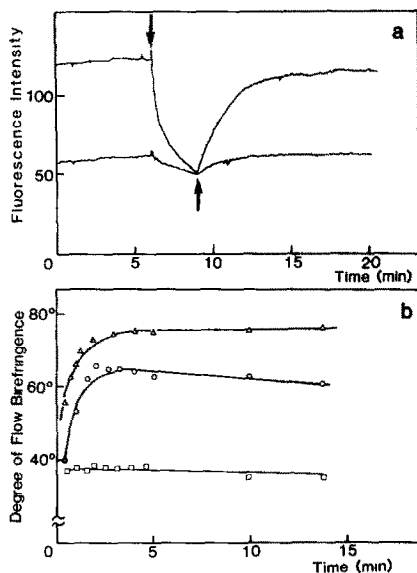 a
Fluorescence Intensity
100
50
0
5
10
15
20
Time (min)
b
Degree of Flow Birefringence
80°
60°
40°
0
5
10
15
Time (min)